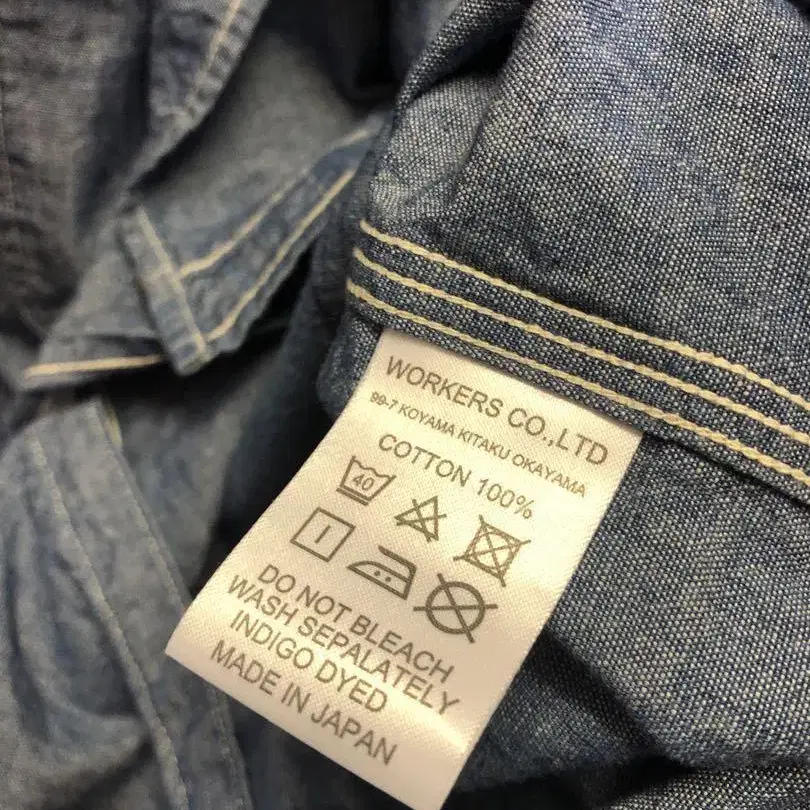 WORKERS CO.,LTD
99-7 KOYAMA KITAKU OKAYAMA
COTTON 100%
40
DO NOT BLEACH
WASH SEPALATELY
INDIGO DYED
MADE IN JAPAN